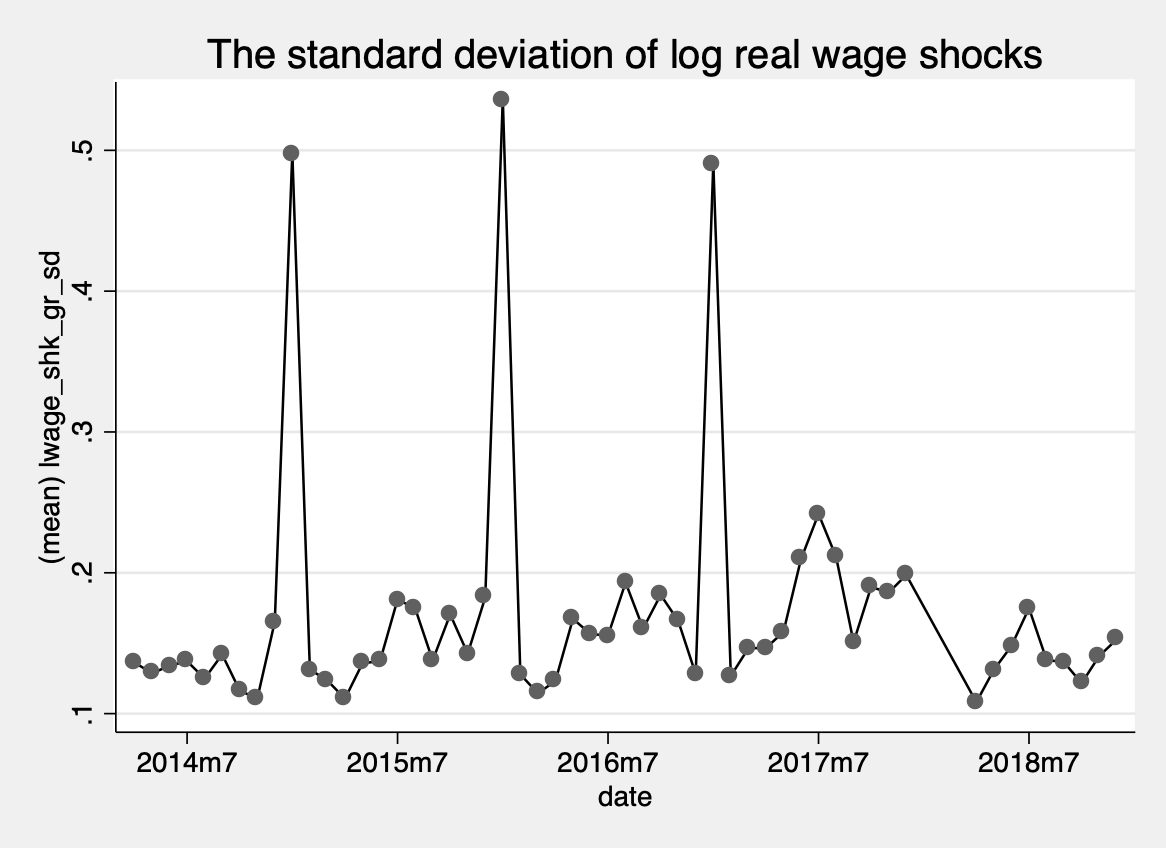 The standard deviation of log real wage shocks
(mean) lwage_shk_gr_sd
.5
.4
.3
.2
.1
2014m7 2015m7 2016m7 2017m7 2018m7
date